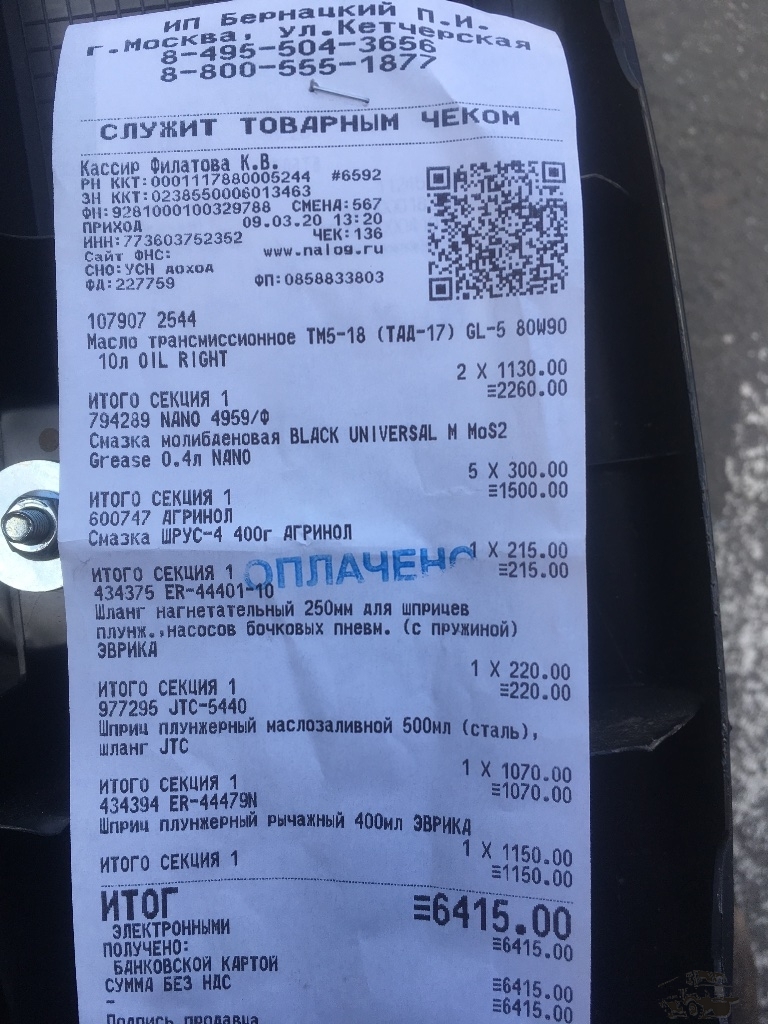 ИП Бернацкий П.И.
г.Москва, ул.Кетчерская
8-495-504-3656
8-800-555-1877
СЛУЖИТ ТОВАРНЫМ ЧЕКОМ
Кассир Филатова К.В.
РН ККТ:0001117880005244 #6592
ЗН ККТ:0238550006013463
ФН:9281000100329788 СМЕНА:567
ПРИХОД 09.03.20 13:20
ИНН:773603752352 ЧЕК:136
Сайт ФНС: www.nalog.ru
СНО:УСН доход
ФД:227759 ФП:0858833803
107907 2544
Масло трансмиссионное ТМ5-18 (ТАД-17) GL-5 80W90
10л OIL RIGHT
2 X 1130.00
ИТОГО СЕКЦИЯ 1 ≡2260.00
794289 NANO 4959/Ф
Смазка молибденовая BLACK UNIVERSAL M MoS2
Grease 0.4л NANO
5 X 300.00
ИТОГО СЕКЦИЯ 1 ≡1500.00
600747 АГРИНОЛ
Смазка ШРУС-4 400г АГРИНОЛ
1 X 215.00
ИТОГО СЕКЦИЯ 1 ≡215.00
ОПЛАЧЕНО
434375 ER-44401-10
Шланг нагнетательный 250мм для шприцев
плунж.,насосов бочковых пневм. (с пружиной)
ЭВРИКА
1 X 220.00
ИТОГО СЕКЦИЯ 1 ≡220.00
977295 JTC-5440
Шприц плунжерный маслозаливной 500мл (сталь),
шланг JTC
1 X 1070.00
ИТОГО СЕКЦИЯ 1 ≡1070.00
434394 ER-44479N
Шприц плунжерный рычажный 400мл ЭВРИКА
1 X 1150.00
ИТОГО СЕКЦИЯ 1 ≡1150.00
ИТОГ ≡6415.00
ЭЛЕКТРОННЫМИ ≡6415.00
ПОЛУЧЕНО:
БАНКОВСКОЙ КАРТОЙ ≡6415.00
СУММА БЕЗ НДС ≡6415.00
-
Подпись продавца